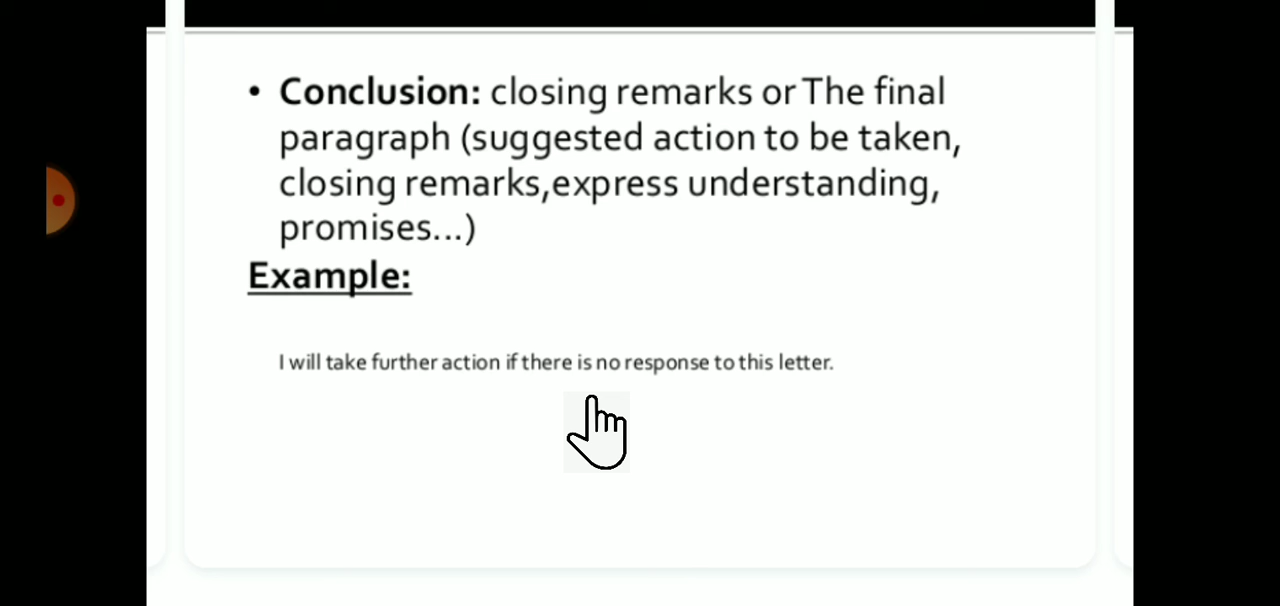 • Conclusion: closing remarks or The final
paragraph (suggested action to be taken,
closing remarks,express understanding,
promises...)
Example:
I will take further action if there is no response to this letter.